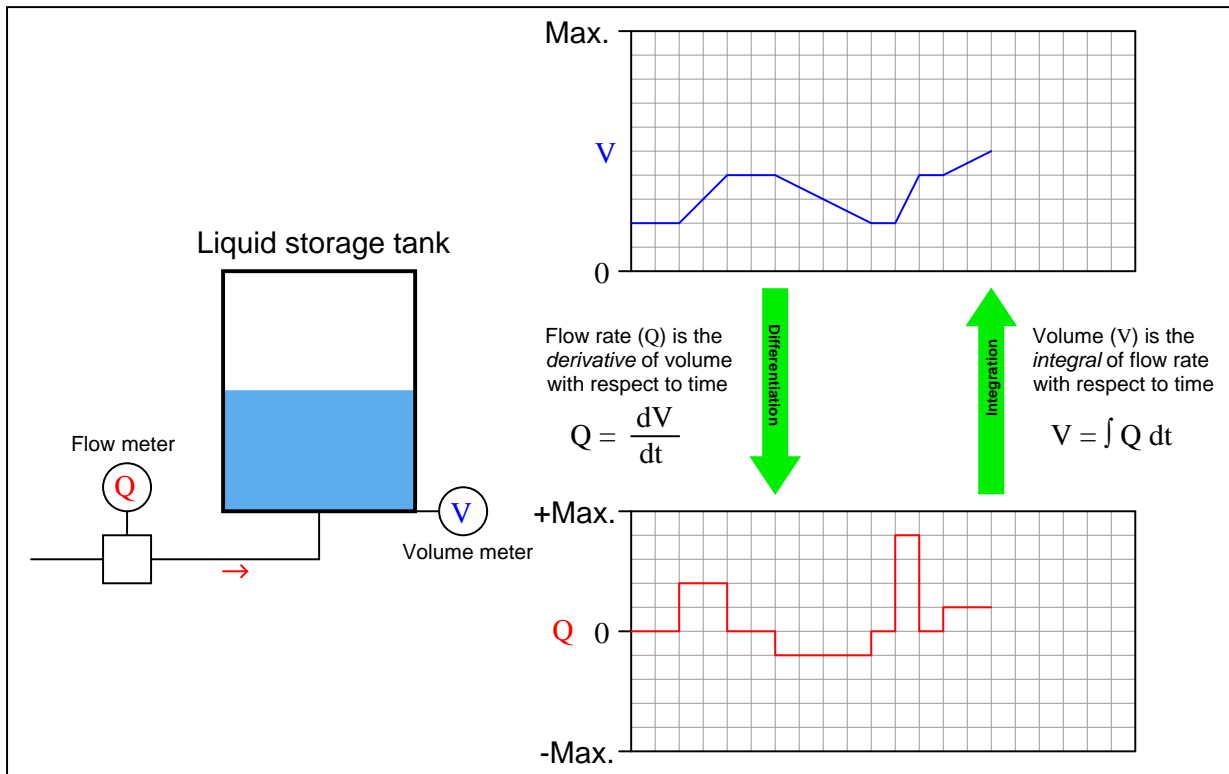 Max.
V
0
Liquid storage tank
Flow meter
Q
V
Volume meter
Flow rate (Q) is the
derivative of volume
with respect to time
Q = dV
dt
Differentiation
Integration
Volume (V) is the
integral of flow rate
with respect to time
V = ∫ Q dt
+Max.
Q 0
-Max.